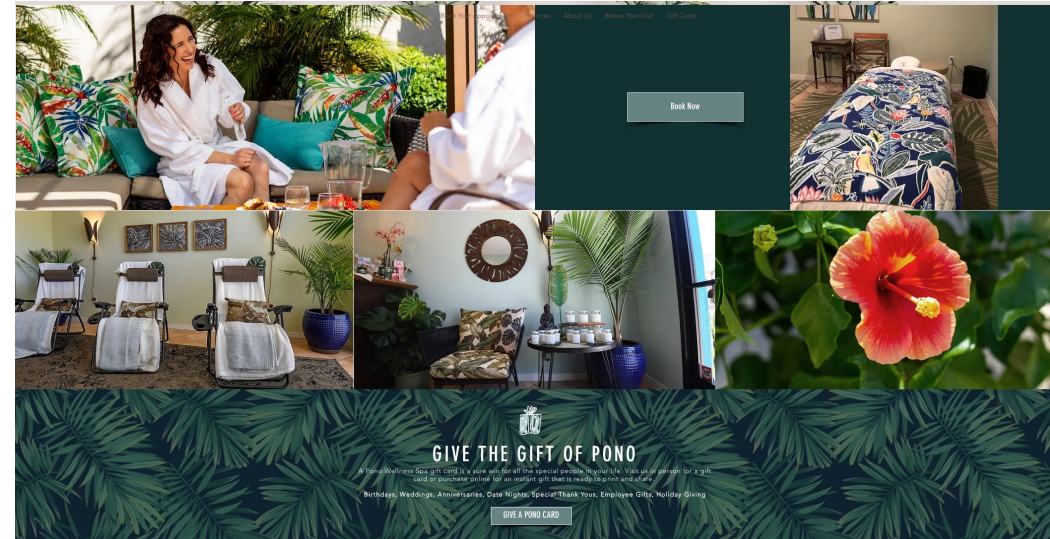 About Us Before Your Visit Gift Cards
Book Now
GIVE THE GIFT OF PONO
A Pono Wellness Spa gift card is a sure win for all the special people in your life. Visit us in person for a gift
card or purchase online for an instant gift that is ready to print and share.
Birthdays, Weddings, Anniversaries, Date Nights, Special Thank Yous, Employee Gifts, Holiday Giving
GIVE A PONO CARD